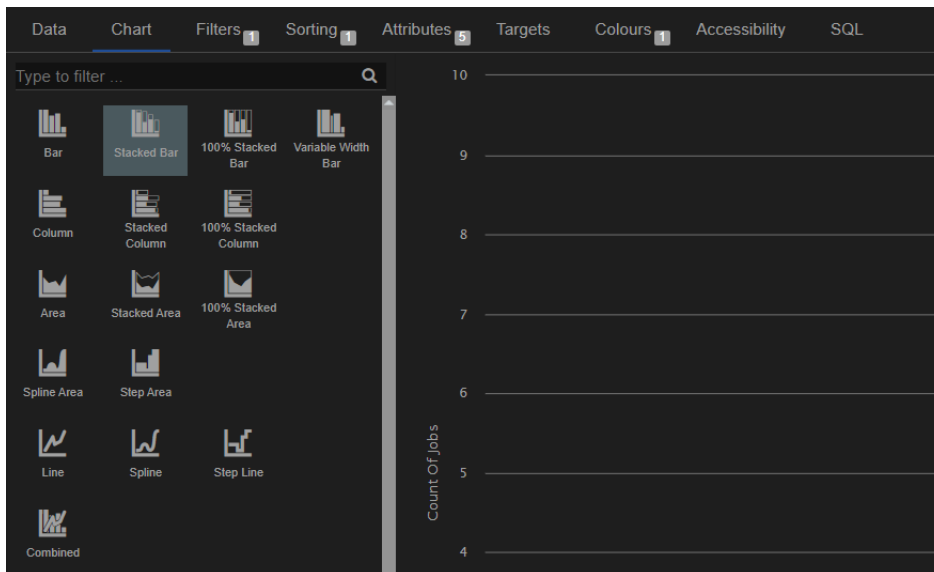 Data Chart Filters 1 Sorting 1 Attributes 5 Targets Colours 1 Accessibility SQL
Type to filter ...
Bar
Stacked Bar
100% Stacked
Bar
Variable Width
Bar
Column
Stacked
Column
100% Stacked
Column
Area
Stacked Area
100% Stacked
Area
Spline Area
Step Area
Line
Spline
Step Line
Combined
10
9
8
7
6
5
4
Count Of Jobs